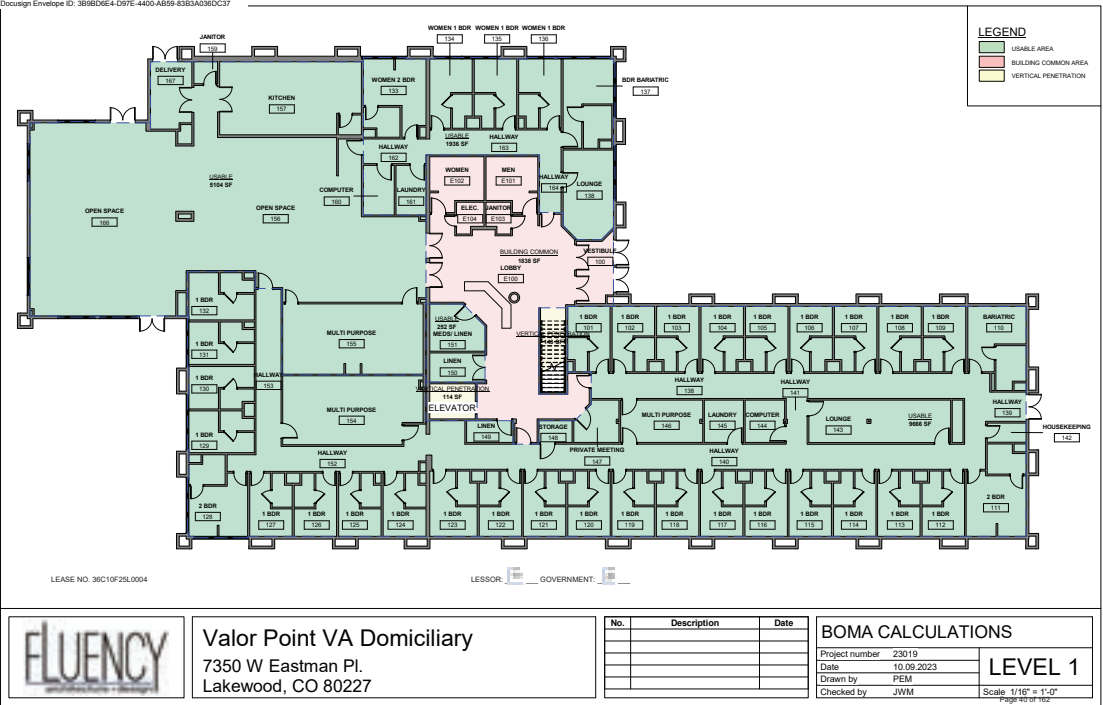 Docusign Envelope ID: 3B9BD6E4-D97E-4400-AB59-83B3A036DC37
LEGEND
USABLE AREA
BUILDING COMMON AREA
VERTICAL PENETRATION
JANITOR
159
WOMEN 1 BDR
134
WOMEN 1 BDR
135
WOMEN 1 BDR
136
DELIVERY
167
KITCHEN
157
WOMEN 2 BDR
133
BDR BARIATRIC
137
USABLE
1936 SF
HALLWAY
163
HALLWAY
162
USABLE
5104 SF
COMPUTER
160
LAUNDRY
161
WOMEN
E102
MEN
E101
HALLWAY
164
LOUNGE
138
OPEN SPACE
166
OPEN SPACE
156
ELEC.
E104
JANITOR
E103
BUILDING COMMON
1838 SF
LOBBY
E100
VESTIBULE
100
1 BDR
132
1 BDR
131
1 BDR
130
1 BDR
129
MULTI PURPOSE
155
USABLE
252 SF
MEDS/ LINEN
151
LINEN
150
VERTICAL PENETRATION
1 BDR
101
1 BDR
102
1 BDR
103
1 BDR
104
1 BDR
105
1 BDR
106
1 BDR
107
1 BDR
108
1 BDR
109
BARIATRIC
110
HALLWAY
153
VERTICAL PENETRATION
114 SF
ELEVATOR
HALLWAY
138
HALLWAY
141
HALLWAY
139
MULTI PURPOSE
154
LINEN
149
STORAGE
148
MULTI PURPOSE
146
LAUNDRY
145
COMPUTER
144
LOUNGE
143
USABLE
9666 SF
HOUSEKEEPING
142
HALLWAY
152
PRIVATE MEETING
147
HALLWAY
140
2 BDR
128
1 BDR
127
1 BDR
126
1 BDR
125
1 BDR
124
1 BDR
123
1 BDR
122
1 BDR
121
1 BDR
120
1 BDR
119
1 BDR
118
1 BDR
117
1 BDR
116
1 BDR
115
1 BDR
114
1 BDR
113
1 BDR
112
2 BDR
111
LEASE NO. 36C10F25L0004
LESSOR: GOVERNMENT:
FLUENCY
architecture + design
Valor Point VA Domiciliary
7350 W Eastman Pl.
Lakewood, CO 80227
No. Description Date
BOMA CALCULATIONS
Project number 23019
Date 10.09.2023
Drawn by PEM
Checked by JWM
LEVEL 1
Scale 1/16" = 1'-0"
Page 40 of 162